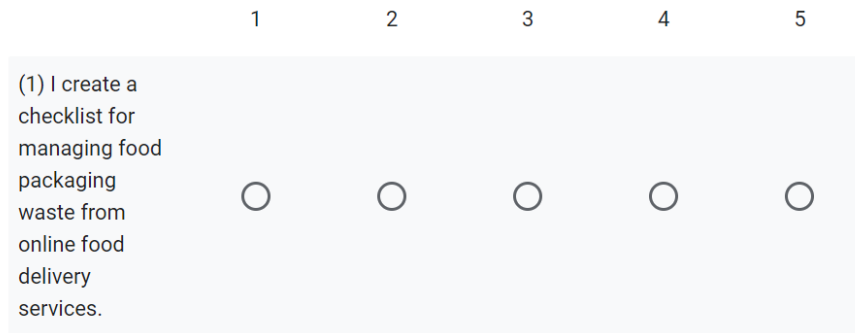 1 2 3 4 5
(1) I create a
checklist for
managing food
packaging
waste from
online food
delivery
services.